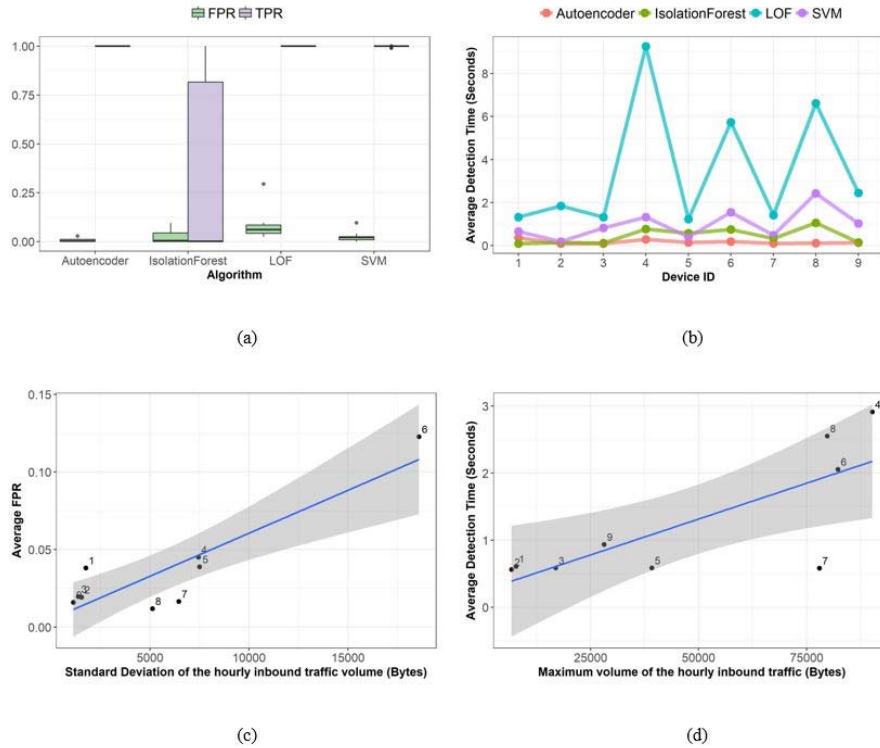 FPR TPR
1.00
0.75
0.50
0.25
0.00
Autoencoder IsolationForest LOF SVM
Algorithm
(a)
Autoencoder IsolationForest LOF SVM
Average Detection Time (Seconds)
8
6
4
2
0
1 2 3 4 5 6 7 8 9
Device ID
(b)
Average FPR
0.15
0.10
0.05
0.00
6
4
5
1
3
2
7
8
5000 10000 15000
Standard Deviation of the hourly inbound traffic volume (Bytes)
(c)
Average Detection Time (Seconds)
3
2
1
0
4
8
6
9
2 1
3
5
7
25000 50000 75000
Maximum volume of the hourly inbound traffic (Bytes)
(d)